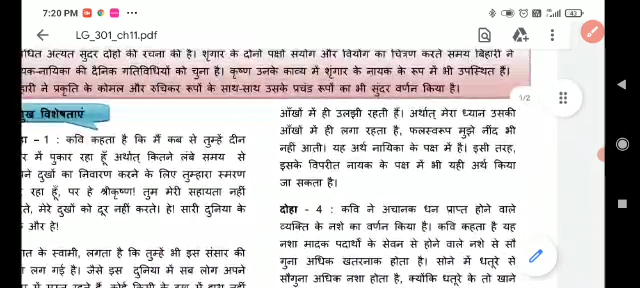 7:20 PM
43
LG_301_ch11.pdf
अत्यंत सुंदर दोहों की रचना की है। शृंगार के दोनों पक्षों संयोग और वियोग का चित्रण करते समय बिहारी ने
नायिका की दैनिक गतिविधियों को चुना है। कृष्ण उनके काव्य में शृंगार के नायक के रूप में भी उपस्थित हैं।
ने प्रकृति के कोमल और रुचिकर रूपों के साथ-साथ उसके प्रचंड रूपों का भी सुंदर वर्णन किया है।
1/2
विशेषताएं
– 1 : कवि कहता है कि मैं कब से तुम्हें दीन
में पुकार रहा हूँ अर्थात् कितने लंबे समय से
दुखों का निवारण करने के लिए तुम्हारा स्मरण
रहा हूँ, पर हे श्रीकृष्ण! तुम मेरी सहायता नहीं
मेरे दुखों को दूर नहीं करते। हे! सारी दुनिया के
और हे!
के स्वामी, लगता है कि तुम्हें भी इस संसार की
लग गई है। जैसे इस दुनिया में सब लोग अपने
आँखों में ही उलझी रहती हैं। अर्थात् मेरा ध्यान उसकी
आँखों में ही लगा रहता है, फलस्वरूप मुझे नींद भी
नहीं आती। यह अर्थ नायिका के पक्ष में है। इसी तरह,
इसके विपरीत नायक के पक्ष में भी यही अर्थ किया
जा सकता है।
दोहा – 4 : कवि ने अचानक धन प्राप्त होने वाले
व्यक्ति के नशे का वर्णन किया है। कवि कहता है यह
नशा मादक पदार्थों के सेवन से होने वाले नशे से सौ
गुना अधिक खतरनाक होता है। सोने में धतूरे से
सौगुना अधिक नशा होता है, क्योंकि धतूरे के तो खाने